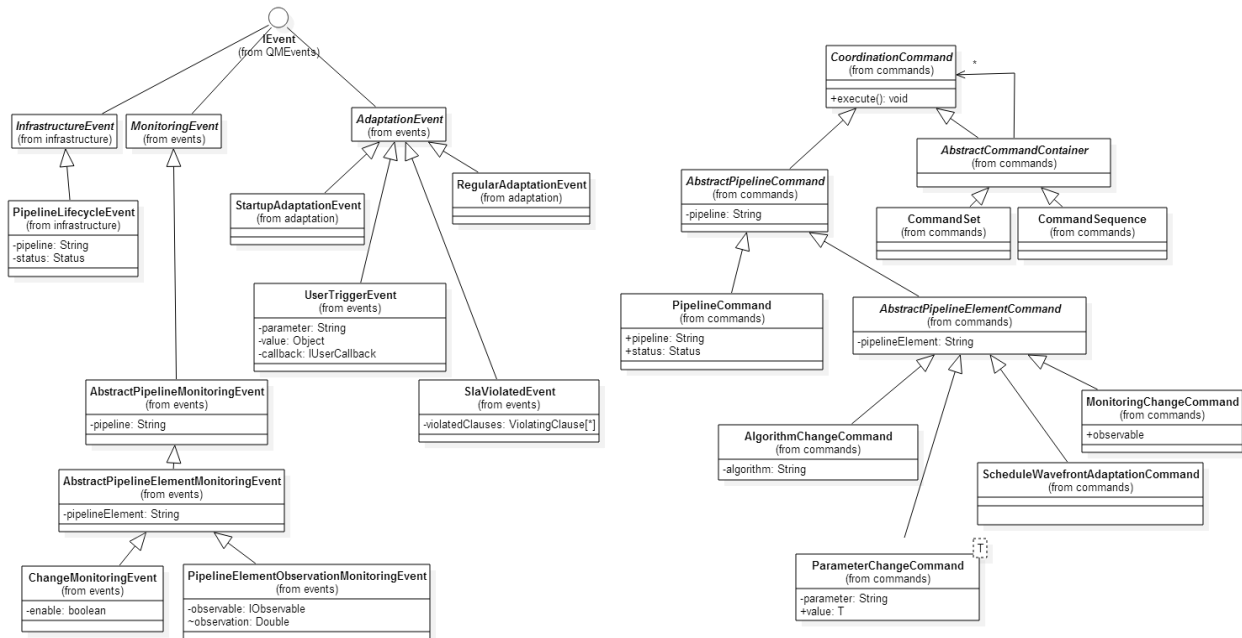 IEvent
(from QMEvents)
InfrastructureEvent
(from infrastructure)
MonitoringEvent
(from events)
AdaptationEvent
(from events)
PipelineLifecycleEvent
(from infrastructure)
-pipeline: String
-status: Status
StartupAdaptationEvent
(from adaptation)
RegularAdaptationEvent
(from adaptation)
UserTriggerEvent
(from events)
-parameter: String
-value: Object
-callback: IUserCallback
AbstractPipelineMonitoringEvent
(from events)
-pipeline: String
SlaViolatedEvent
(from events)
-violatedClauses: ViolatingClause[*]
AbstractPipelineElementMonitoringEvent
(from events)
-pipelineElement: String
ChangeMonitoringEvent
(from events)
-enable: boolean
PipelineElementObservationMonitoringEvent
(from events)
-observable: IObservable
~observation: Double
CoordinationCommand
(from commands)
+execute(): void
*
AbstractCommandContainer
(from commands)
AbstractPipelineCommand
(from commands)
-pipeline: String
CommandSet
(from commands)
CommandSequence
(from commands)
PipelineCommand
(from commands)
+pipeline: String
+status: Status
AbstractPipelineElementCommand
(from commands)
-pipelineElement: String
MonitoringChangeCommand
(from commands)
+observable
AlgorithmChangeCommand
(from commands)
-algorithm: String
ScheduleWavefrontAdaptationCommand
(from commands)
T
ParameterChangeCommand
(from commands)
-parameter: String
+value: T